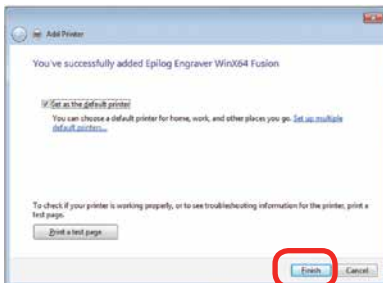 Add Printer
You've successfully added Epilog Engraver WinX64 Fusion
Set as the default printer
You can choose a default printer for home, work, and other places you go. Set up multiple
default printers...
To check if your printer is working properly, or to see troubleshooting information for the printer, print a
test page.
Print a test page
Finish Cancel